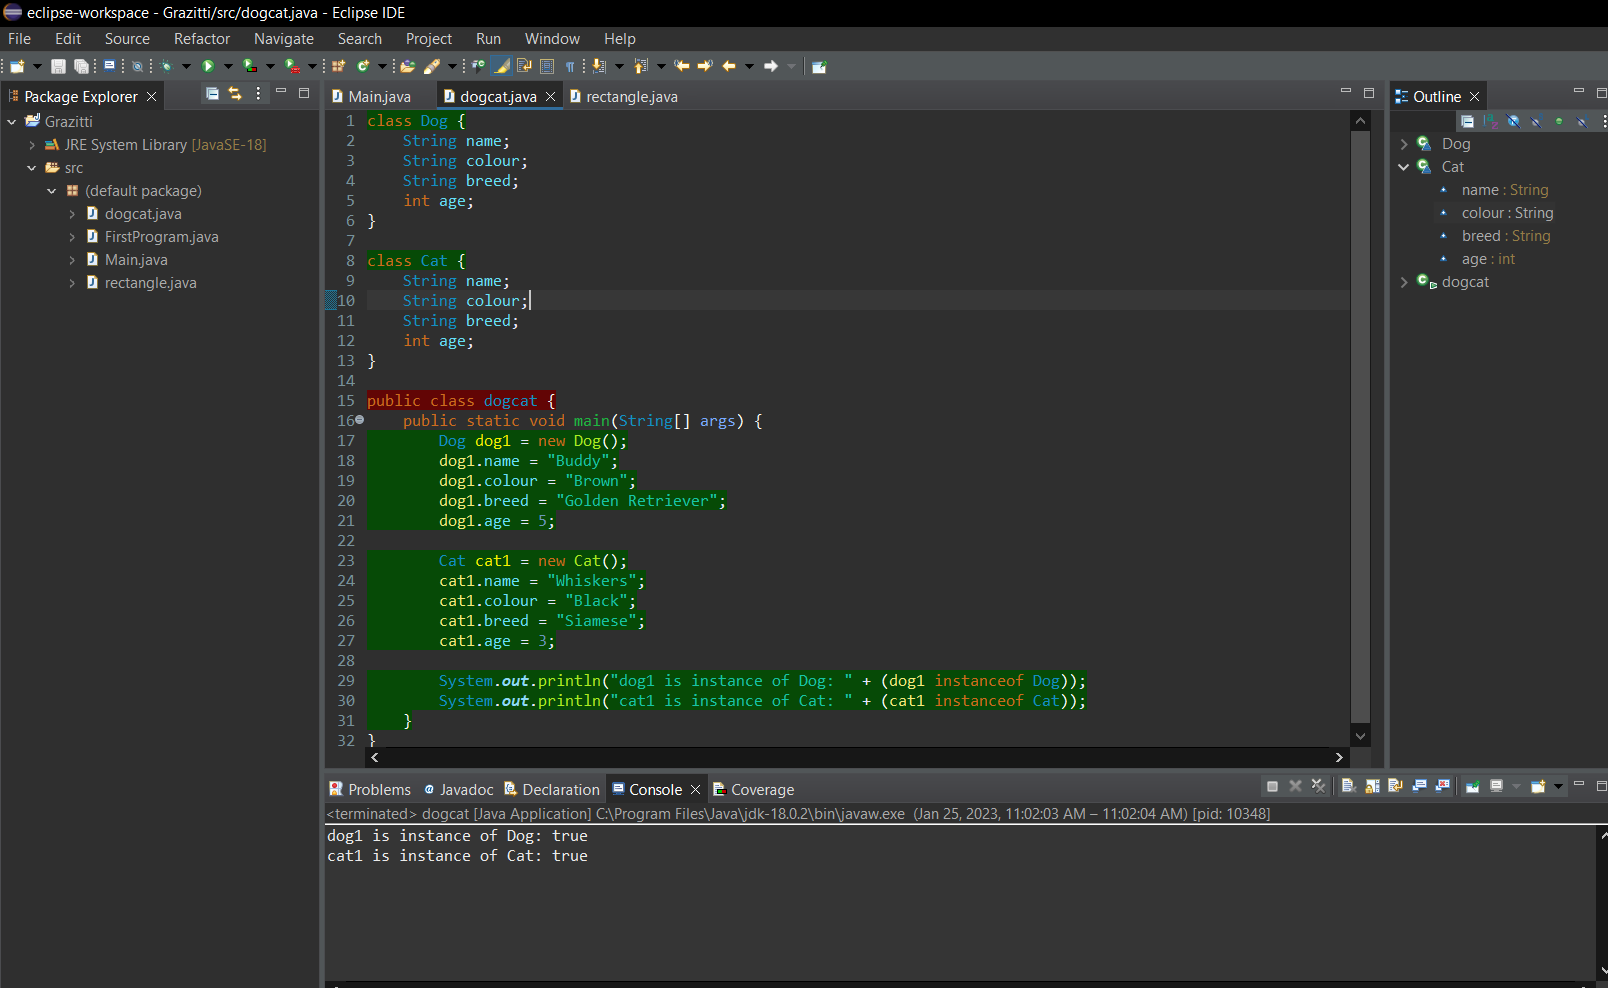 eclipse-workspace - Grazitti/src/dogcat.java - Eclipse IDE
File Edit Source Refactor Navigate Search Project Run Window Help
Package Explorer
Grazitti
JRE System Library [JavaSE-18]
src
(default package)
dogcat.java
FirstProgram.java
Main.java
rectangle.java
Main.java dogcat.java rectangle.java
1 class Dog {
2     String name;
3     String colour;
4     String breed;
5     int age;
6 }
7
8 class Cat {
9     String name;
10     String colour;
11     String breed;
12     int age;
13 }
14
15 public class dogcat {
16     public static void main(String[] args) {
17         Dog dog1 = new Dog();
18         dog1.name = "Buddy";
19         dog1.colour = "Brown";
20         dog1.breed = "Golden Retriever";
21         dog1.age = 5;
22
23         Cat cat1 = new Cat();
24         cat1.name = "Whiskers";
25         cat1.colour = "Black";
26         cat1.breed = "Siamese";
27         cat1.age = 3;
28
29         System.out.println("dog1 is instance of Dog: " + (dog1 instanceof Dog));
30         System.out.println("cat1 is instance of Cat: " + (cat1 instanceof Cat));
31     }
32 }
Outline
Dog
Cat
name : String
colour : String
breed : String
age : int
dogcat
Problems Javadoc Declaration Console Coverage
<terminated> dogcat [Java Application] C:\Program Files\Java\jdk-18.0.2\bin\javaw.exe (Jan 25, 2023, 11:02:03 AM – 11:02:04 AM) [pid: 10348]
dog1 is instance of Dog: true
cat1 is instance of Cat: true